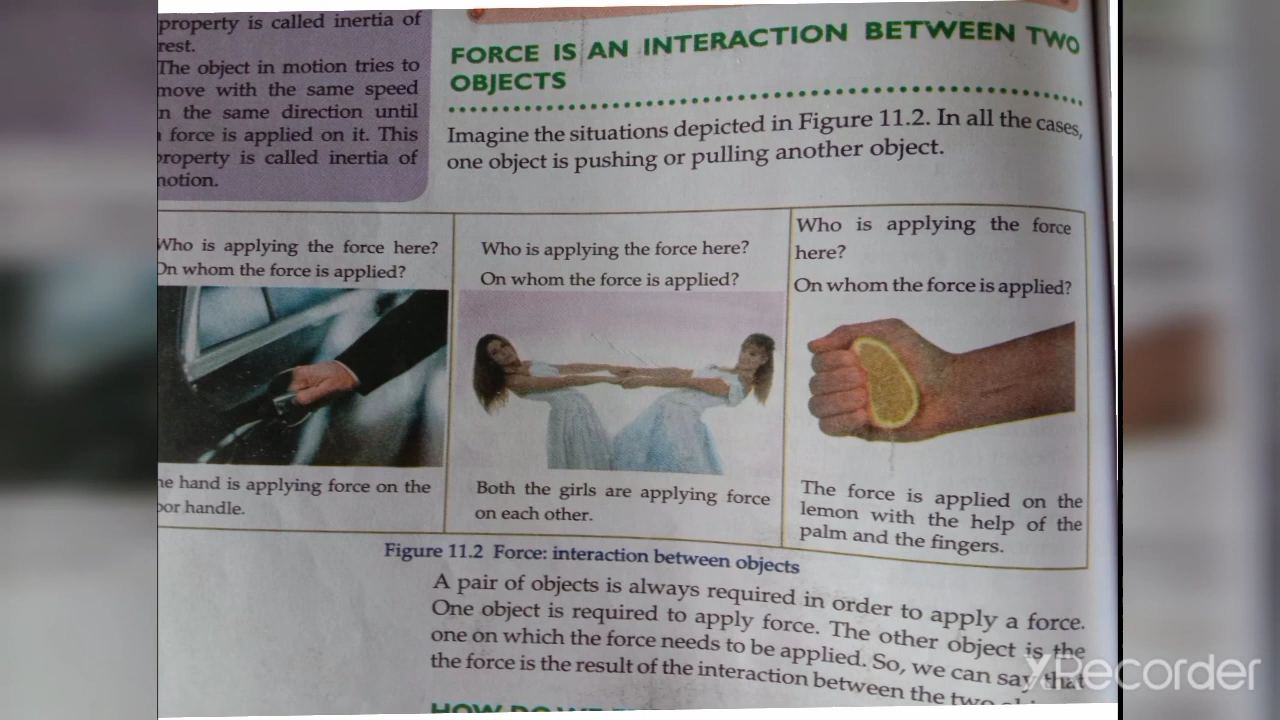 property is called inertia of
rest.
The object in motion tries to
move with the same speed
in the same direction until
force is applied on it. This
property is called inertia of
motion.
FORCE IS AN INTERACTION BETWEEN TWO
OBJECTS
Imagine the situations depicted in Figure 11.2. In all the cases,
one object is pushing or pulling another object.
Who is applying the force here?
On whom the force is applied?
he hand is applying force on the
oor handle.
Who is applying the force here?
On whom the force is applied?
Both the girls are applying force
on each other.
Who is applying the force
here?
On whom the force is applied?
The force is applied on the
lemon with the help of the
palm and the fingers.
Figure 11.2 Force: interaction between objects
A pair of objects is always required in order to apply a force.
One object is required to apply force. The other object is the
one on which the force needs to be applied. So, we can say that
the force is the result of the interaction between the two
HOW DO WE
XRecorder